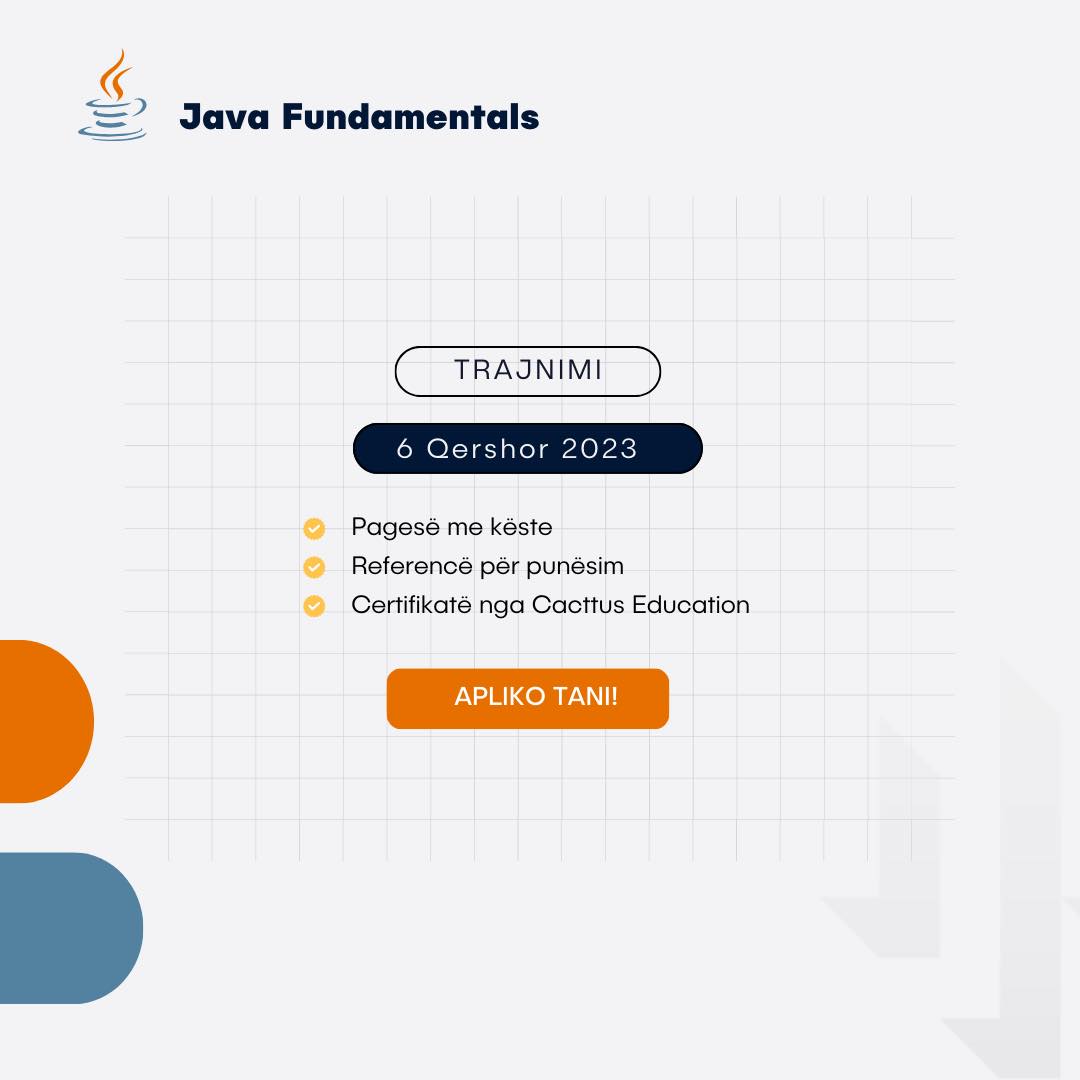 Java Fundamentals
TRAJNIMI
6 Qershor 2023
Pagesë me këste
Referencë për punësim
Certifikatë nga Cacttus Education
APLIKO TANI!